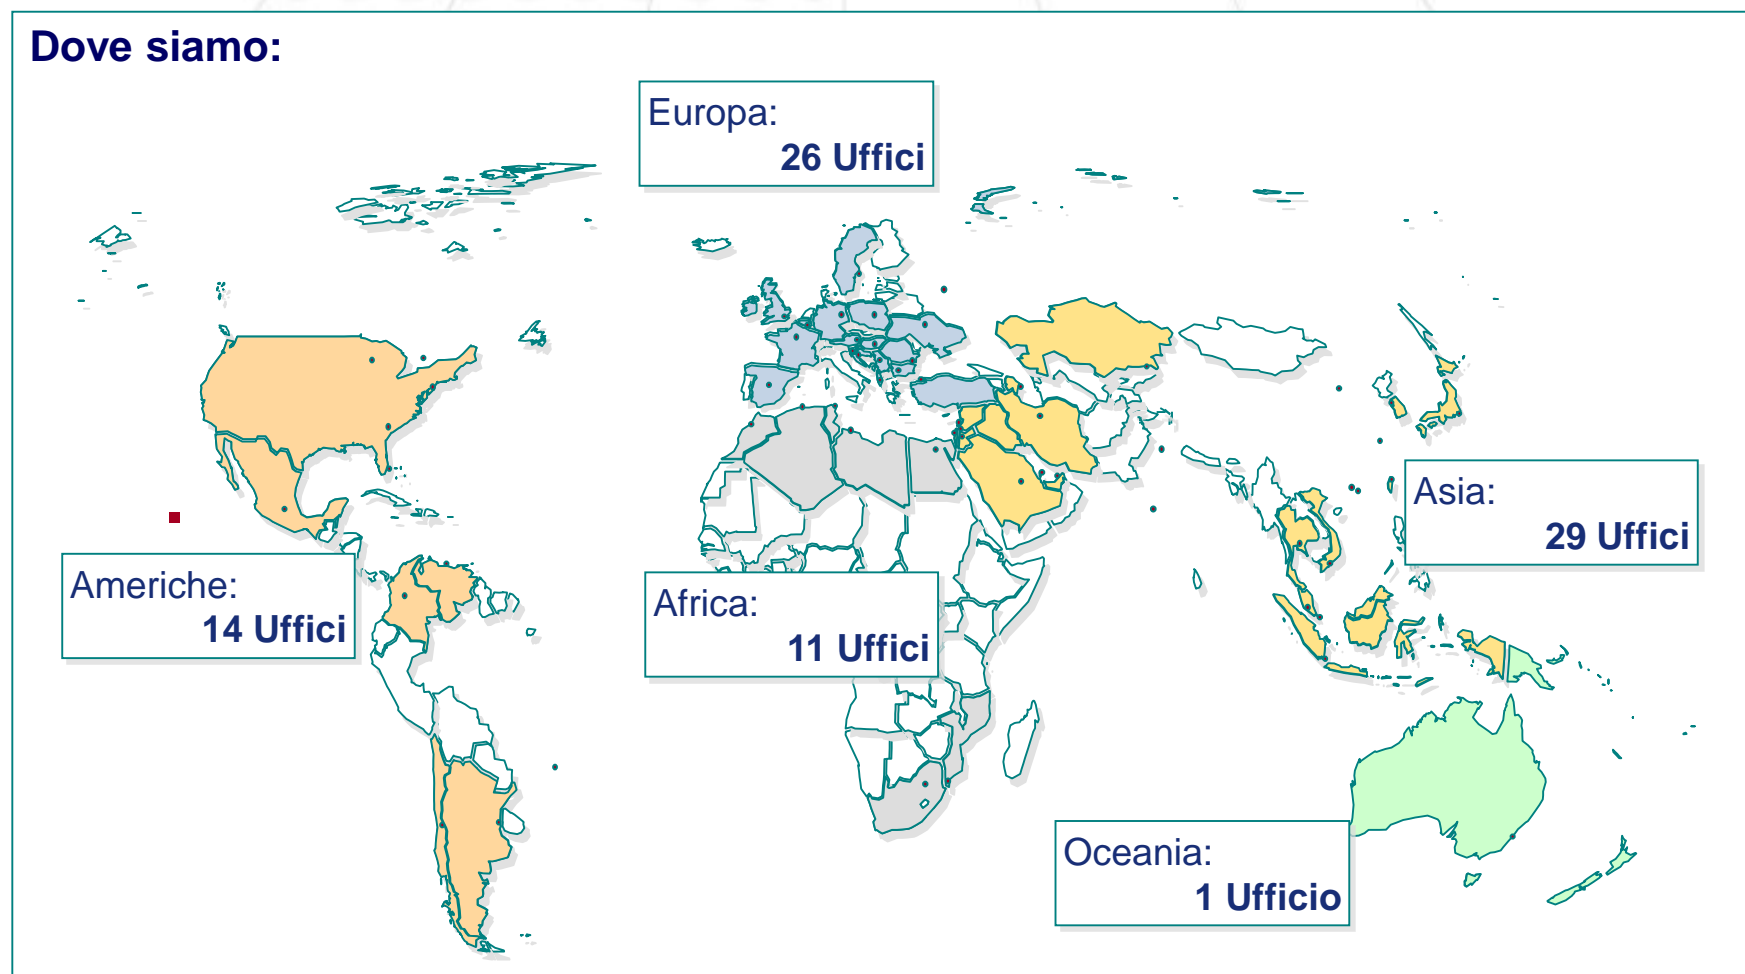 Dove siamo:
Europa:
26 Uffici
Asia:
29 Uffici
Americhe:
14 Uffici
Africa:
11 Uffici
Oceania:
1 Ufficio